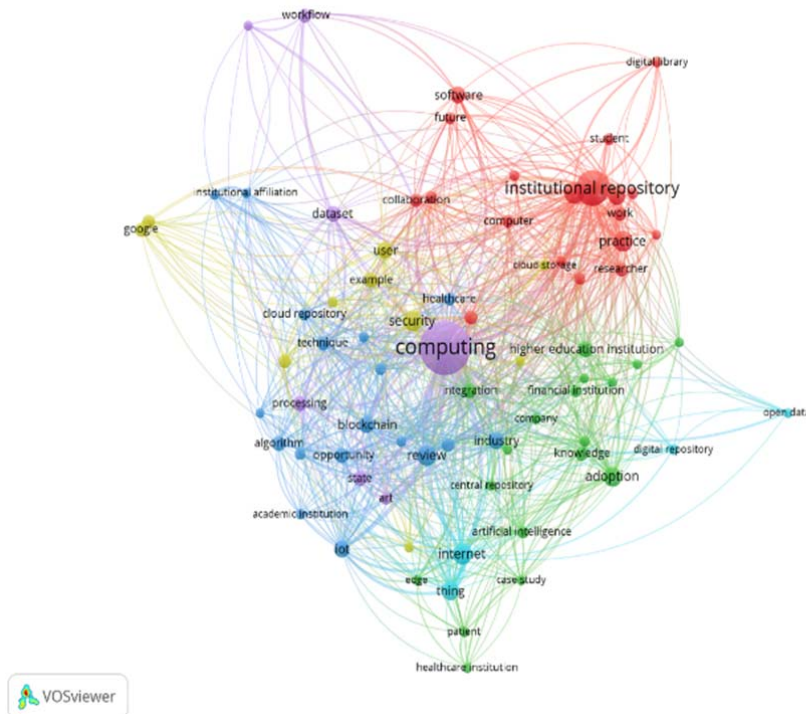 workflow
digital library
software
future
student
institutional affiliation
institutional repository
collaboration
dataset
work
computer
google
practice
user
cloud storage
researcher
example
healthcare
cloud repository
security
technique
computing
higher education institution
integration
financial institution
processing
open data
company
blockchain
algorithm
industry
digital repository
opportunity
review
knowledge
state
adoption
central repository
art
academic institution
artificial intelligence
iot
internet
edge
case study
thing
patient
healthcare institution
VOSviewer